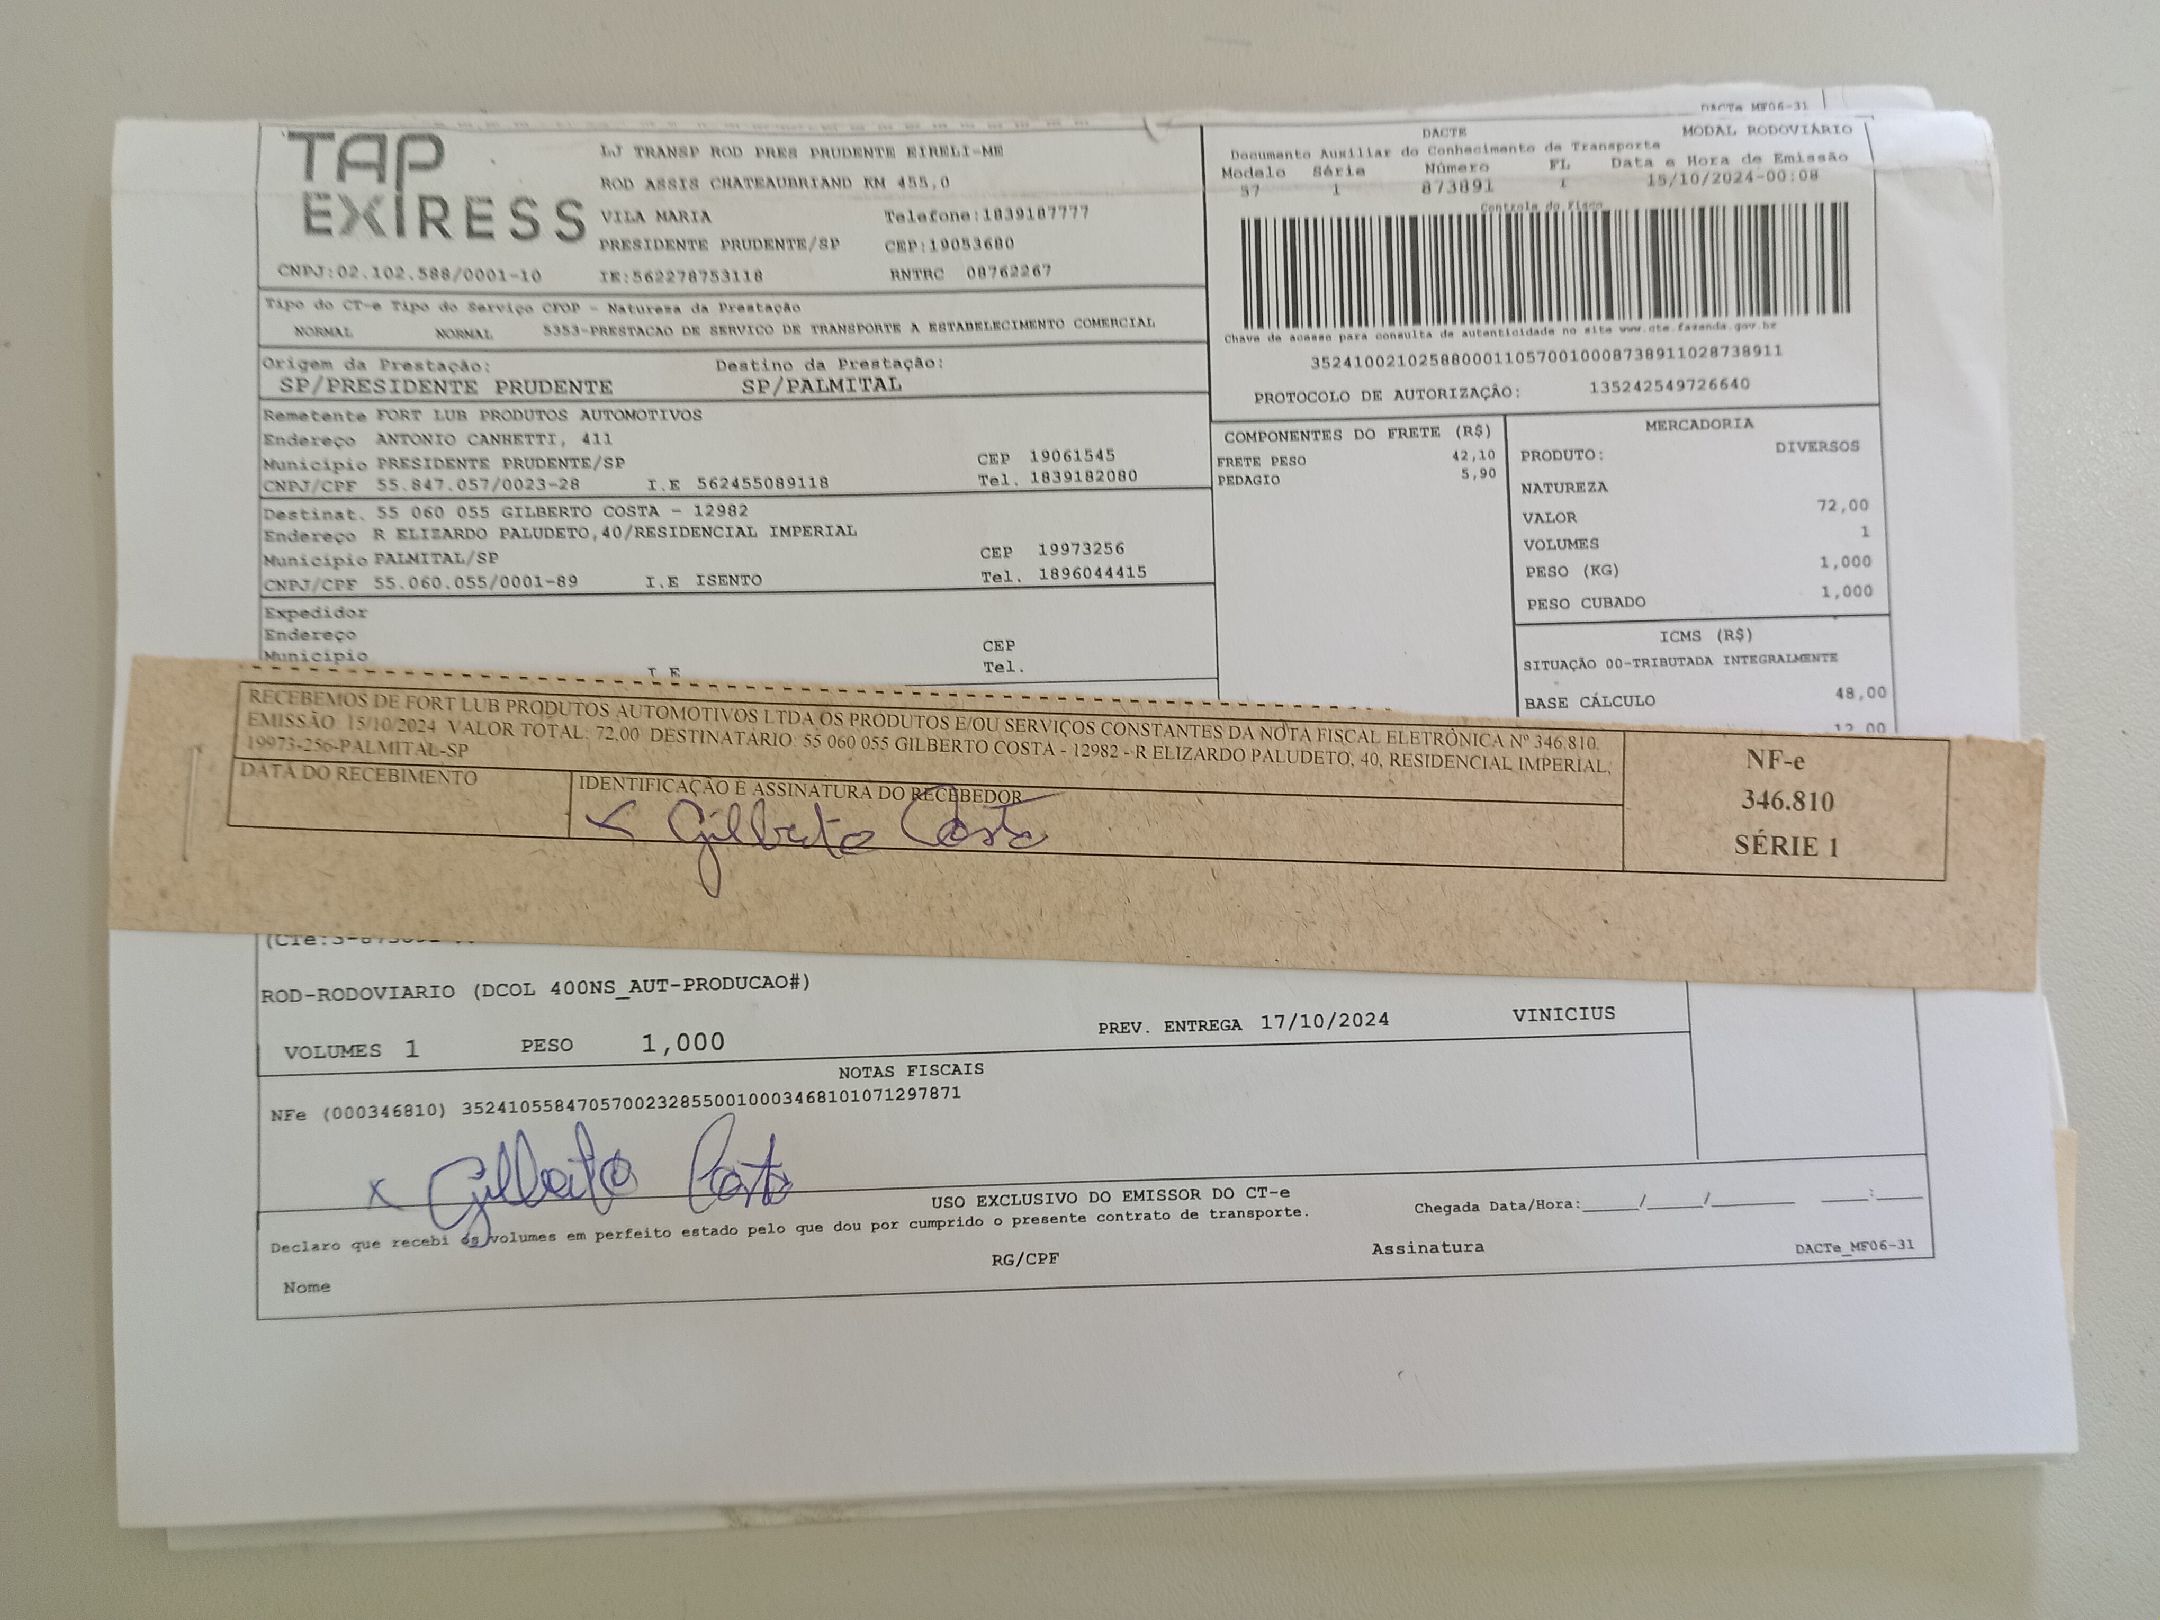 DACTe MF06-31
TAP
EXIRESS
LJ TRANSP ROD PRES PRUDENTE EIRELI-ME
ROD ASSIS CHATEAUBRIAND KM 455,0
VILA MARIA Telefone:1839187777
PRESIDENTE PRUDENTE/SP CEP:19053680
CNPJ:02.102.588/0001-10 IE:562278753118 RNTRC 08762267
DACTE MODAL RODOVIÁRIO
Documento Auxiliar do Conhecimento de Transporte
Modelo Série Número FL Data e Hora de Emissão
57 1 873891 1 15/10/2024-00:08
Controle do Fisco
Chave de acesso para consulta de autenticidade no site www.cte.fazenda.gov.br
35241002102588000110570010008738911028738911
PROTOCOLO DE AUTORIZAÇÃO: 135242549726640
Tipo do CT-e Tipo do Serviço CFOP - Natureza da Prestação
NORMAL NORMAL 5353-PRESTACAO DE SERVICO DE TRANSPORTE A ESTABELECIMENTO COMERCIAL
Origem da Prestação: Destino da Prestação:
SP/PRESIDENTE PRUDENTE SP/PALMITAL
Remetente FORT LUB PRODUTOS AUTOMOTIVOS
Endereço ANTONIO CANHETTI, 411
Município PRESIDENTE PRUDENTE/SP CEP 19061545
CNPJ/CPF 55.847.057/0023-28 I.E 562455089118 Tel. 1839182080
Destinat. 55 060 055 GILBERTO COSTA - 12982
Endereço R ELIZARDO PALUDETO,40/RESIDENCIAL IMPERIAL
Município PALMITAL/SP CEP 19973256
CNPJ/CPF 55.060.055/0001-89 I.E ISENTO Tel. 1896044415
Expedidor
Endereço CEP
Município Tel.
I E
COMPONENTES DO FRETE (R$)
FRETE PESO 42,10
PEDAGIO 5,90
MERCADORIA
PRODUTO: DIVERSOS
NATUREZA
VALOR 72,00
VOLUMES 1
PESO (KG) 1,000
PESO CUBADO 1,000
ICMS (R$)
SITUAÇÃO 00-TRIBUTADA INTEGRALMENTE
BASE CÁLCULO 48,00
12,00
RECEBEMOS DE FORT LUB PRODUTOS AUTOMOTIVOS LTDA OS PRODUTOS E/OU SERVIÇOS CONSTANTES DA NOTA FISCAL ELETRÔNICA Nº 346.810.
EMISSÃO: 15/10/2024 VALOR TOTAL: 72,00 DESTINATÁRIO: 55 060 055 GILBERTO COSTA - 12982 - R ELIZARDO PALUDETO, 40, RESIDENCIAL IMPERIAL,
19973-256-PALMITAL-SP
DATA DO RECEBIMENTO IDENTIFICAÇÃO E ASSINATURA DO RECEBEDOR
x Gilberto Costa
NF-e
346.810
SÉRIE 1
ROD-RODOVIARIO (DCOL 400NS_AUT-PRODUCAO#)
VOLUMES 1 PESO 1,000 PREV. ENTREGA 17/10/2024 VINICIUS
NOTAS FISCAIS
NFe (000346810) 35241055847057002328550010003468101071297871
x Gilberto Costa
USO EXCLUSIVO DO EMISSOR DO CT-e
Declaro que recebi os volumes em perfeito estado pelo que dou por cumprido o presente contrato de transporte. Chegada Data/Hora:_____/_____/________ ____:____
Nome RG/CPF Assinatura DACTe_MF06-31